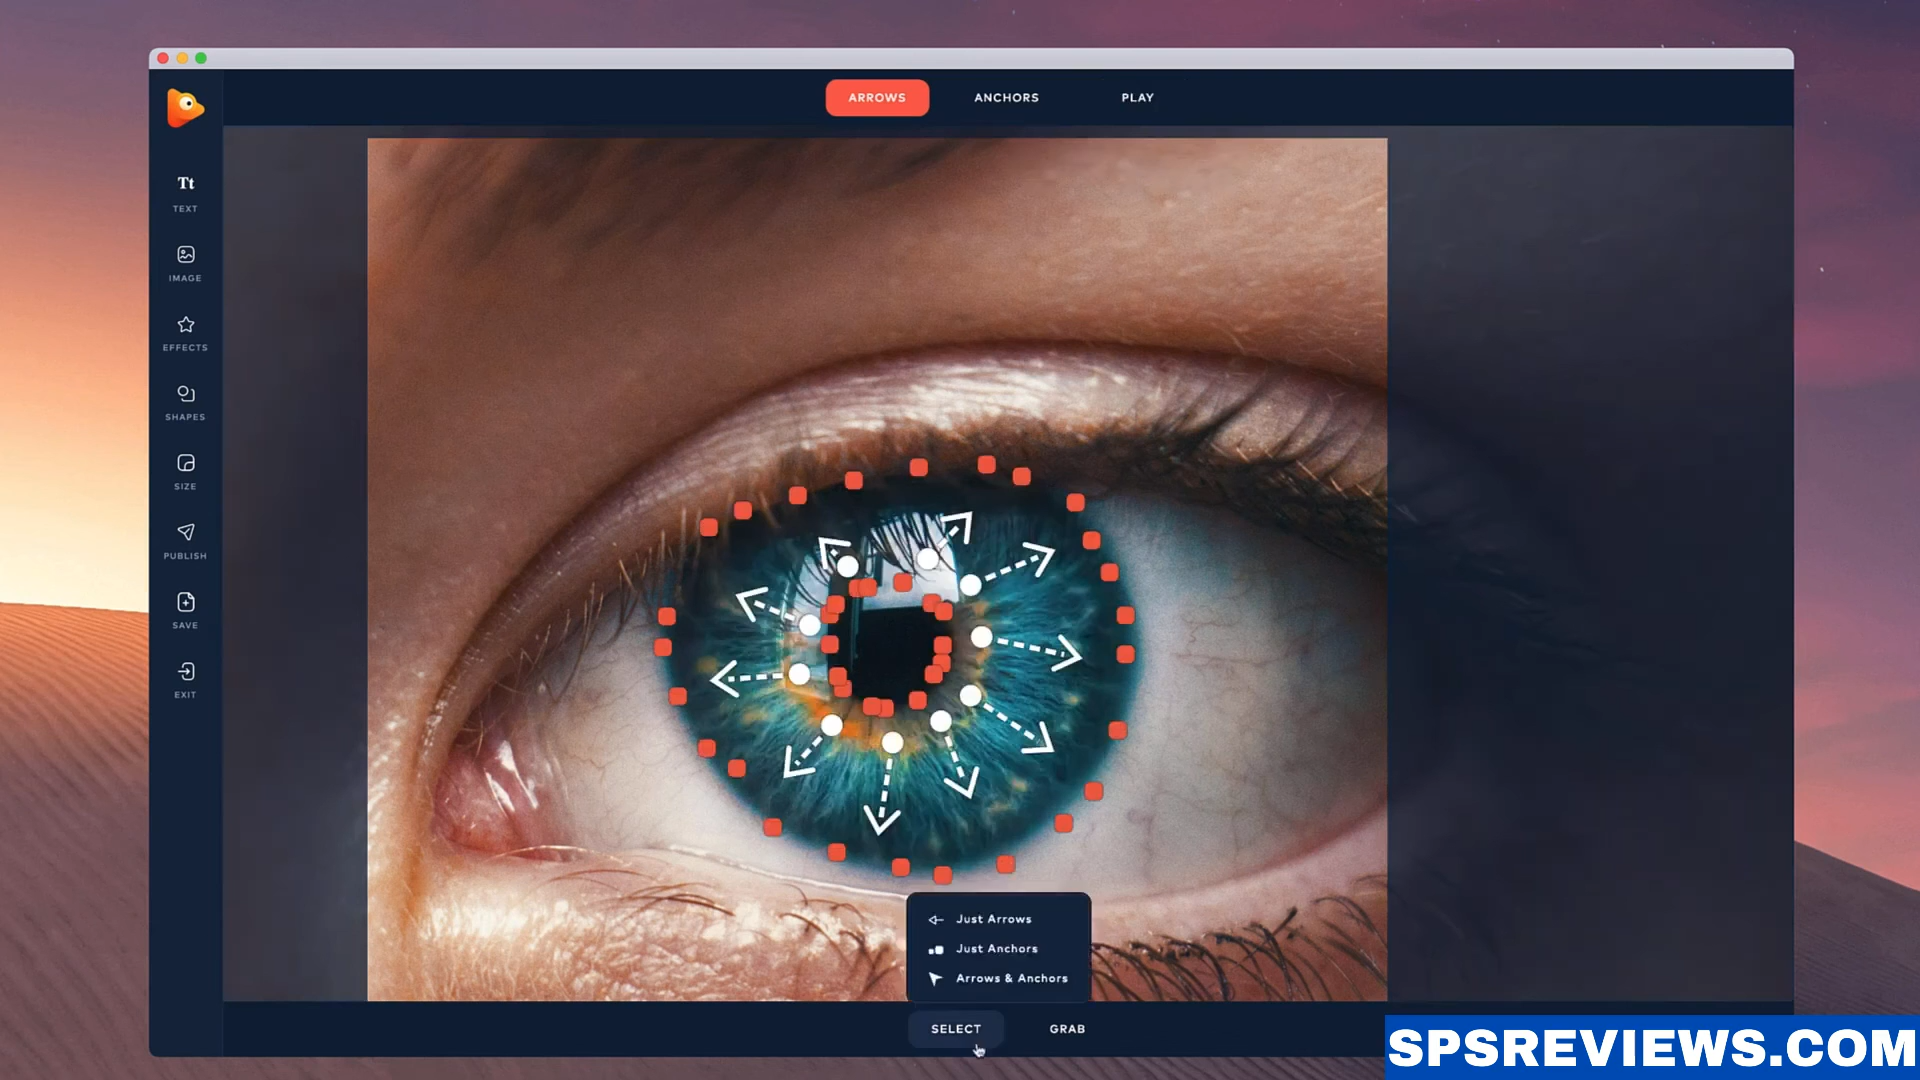 ARROWS
ANCHORS
PLAY
Tt
TEXT
IMAGE
EFFECTS
SHAPES
SIZE
PUBLISH
SAVE
EXIT
Just Arrows
Just Anchors
Arrows & Anchors
SELECT
GRAB
SPSREVIEWS.COM